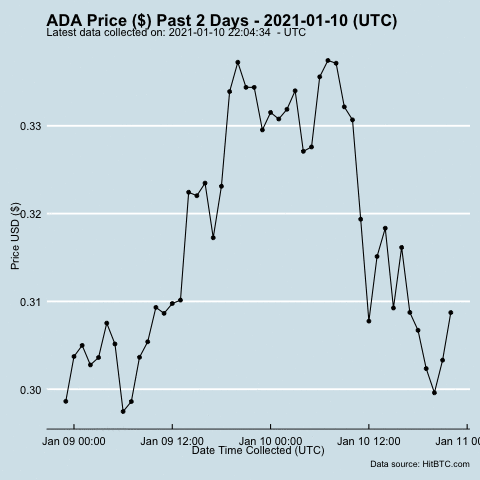 ADA Price ($) Past 2 Days - 2021-01-10 (UTC)
Latest data collected on: 2021-01-10 22:04:34 - UTC
Price USD ($)
0.33
0.32
0.31
0.30
Jan 09 00:00 Jan 09 12:00 Jan 10 00:00 Jan 10 12:00 Jan 11 0
Date Time Collected (UTC)
Data source: HitBTC.com